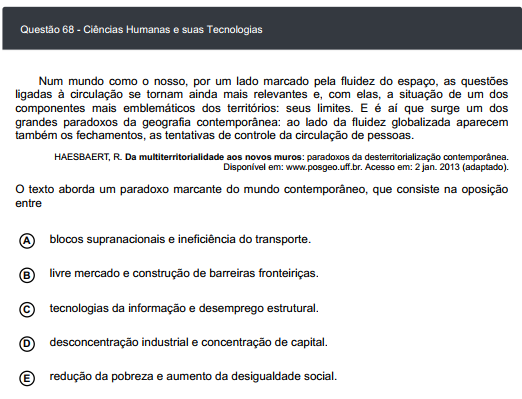 Questão 68 - Ciências Humanas e suas Tecnologias
Num mundo como o nosso, por um lado marcado pela fluidez do espaço, as questões
ligadas à circulação se tornam ainda mais relevantes e, com elas, a situação de um dos
componentes mais emblemáticos dos territórios: seus limites. E é aí que surge um dos
grandes paradoxos da geografia contemporânea: ao lado da fluidez globalizada aparecem
também os fechamentos, as tentativas de controle da circulação de pessoas.
HAESBAERT, R. Da multiterritorialidade aos novos muros: paradoxos da desterritorialização contemporânea.
Disponível em: www.posgeo.uff.br. Acesso em: 2 jan. 2013 (adaptado).
O texto aborda um paradoxo marcante do mundo contemporâneo, que consiste na oposição
entre
A blocos supranacionais e ineficiência do transporte.
B livre mercado e construção de barreiras fronteiriças.
C tecnologias da informação e desemprego estrutural.
D desconcentração industrial e concentração de capital.
E redução da pobreza e aumento da desigualdade social.